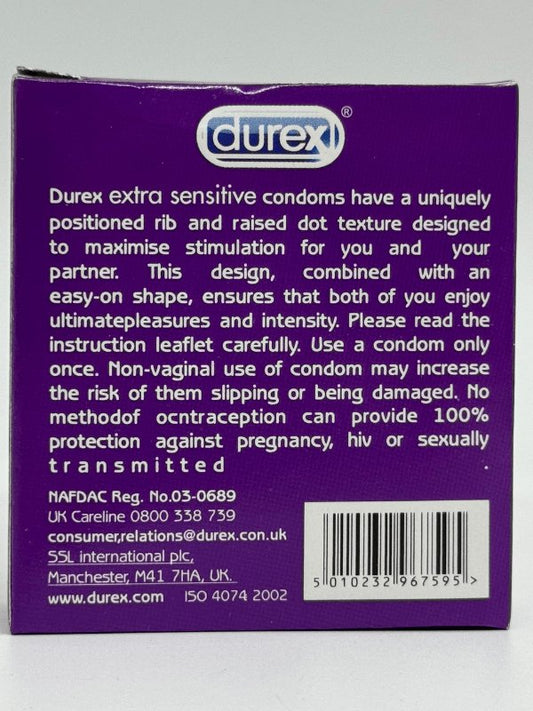 durex®
Durex extra sensitive condoms have a uniquely
positioned rib and raised dot texture designed
to maximise stimulation for you and your
partner. This design, combined with an
easy-on shape, ensures that both of you enjoy
ultimatepleasures and intensity. Please read the
instruction leaflet carefully. Use a condom only
once. Non-vaginal use of condom may increase
the risk of them slipping or being damaged. No
methodof ocntraception can provide 100%
protection against pregnancy, hiv or sexually
transmitted .
NAFDAC Reg. No.03-0689
UK Careline 0800 338 739
consumer,relations@durex.con.uk
SSL international plc,
Manchester, M41 7HA, UK.
www.durex.com ISO 4074 2002
5 010232 967595 >